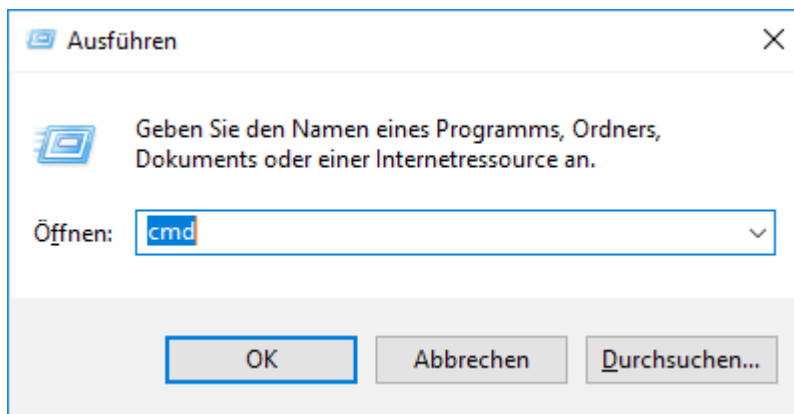 Ausführen
Geben Sie den Namen eines Programms, Ordners,
Dokuments oder einer Internetressource an.
Öffnen: cmd
OK Abbrechen Durchsuchen...